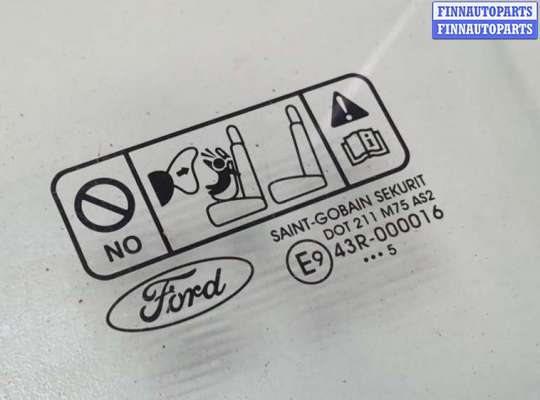 FINNAUTOPARTS
FINNAUTOPARTS
NO
i
SAINT-GOBAIN SEKURIT
DOT 211 M75 AS2
E9 43R-000016
... 5
Ford